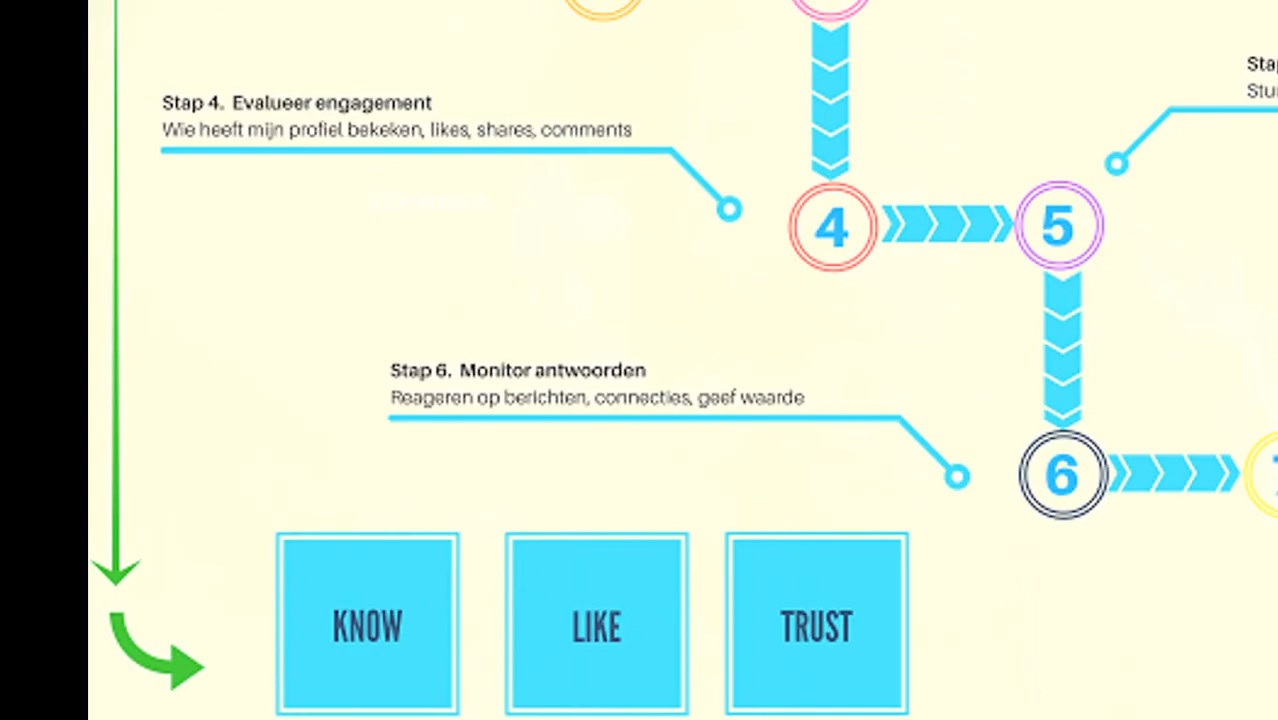 Stap 4. Evalueer engagement
Wie heeft mijn profiel bekeken, likes, shares, comments
4
5
Stap 6. Monitor antwoorden
Reageren op berichten, connecties, geef waarde
6
KNOW
LIKE
TRUST